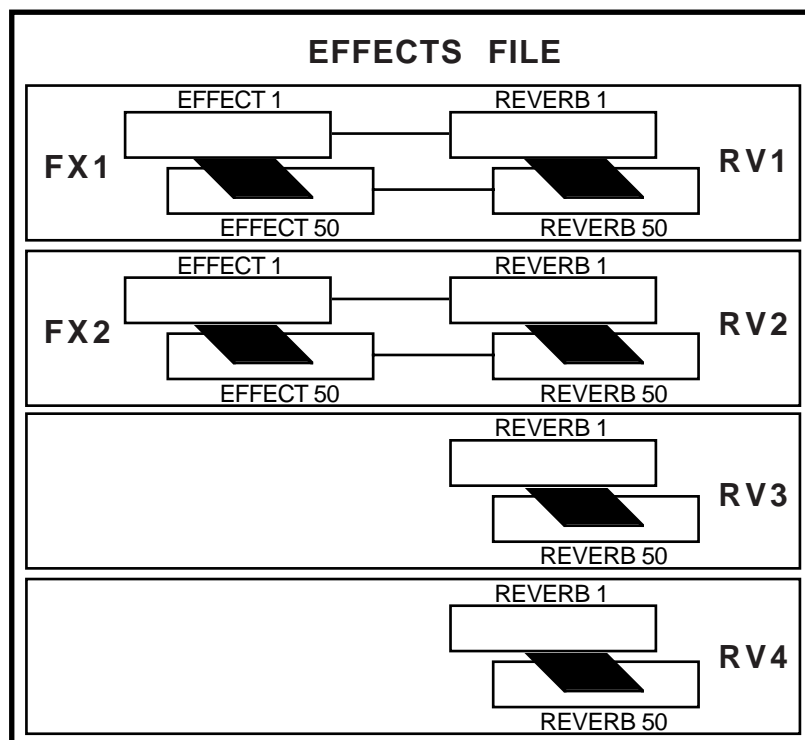 EFFECTS FILE
EFFECT 1 REVERB 1
FX1 RV1
EFFECT 50 REVERB 50
EFFECT 1 REVERB 1
FX2 RV2
EFFECT 50 REVERB 50
REVERB 1
RV3
REVERB 50
REVERB 1
RV4
REVERB 50